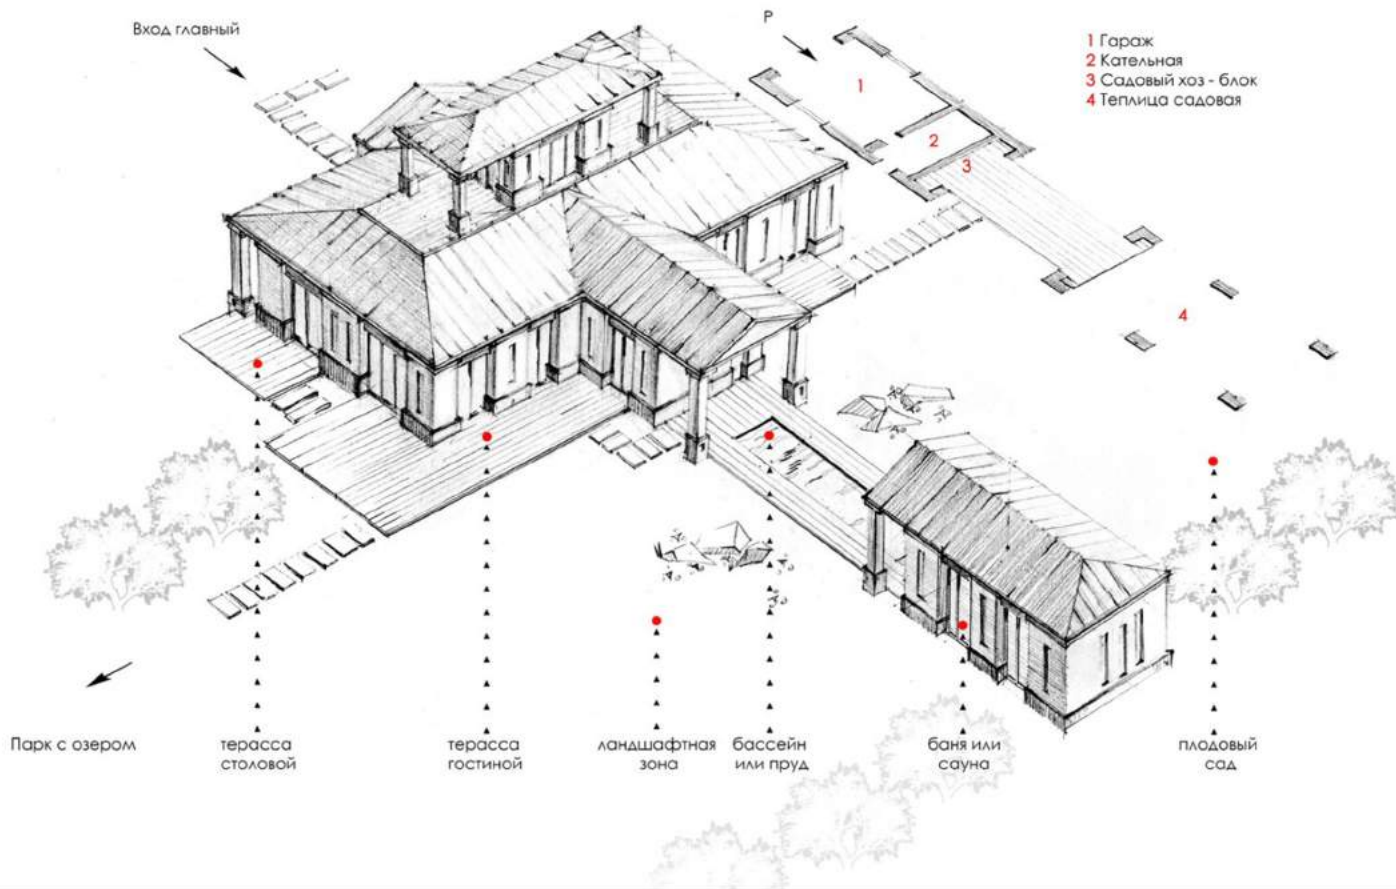 Вход главный
P
1 Гараж
2 Кательная
3 Садовый хоз - блок
4 Теплица садовая
1
2
3
4
Парк с озером
терасса
столовой
терасса
гостиной
ландшафтная
зона
бассейн
или пруд
баня или
сауна
плодовый
сад